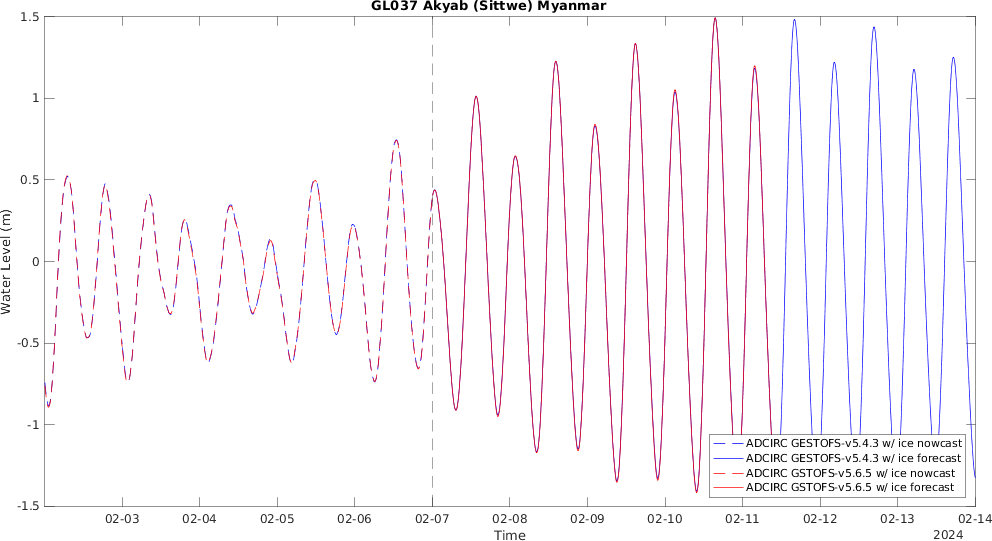 GL037 Akyab (Sittwe) Myanmar
Water Level (m)
1.5
1
0.5
0
-0.5
-1
-1.5
ADCIRC GESTOFS-v5.4.3 w/ ice nowcast
ADCIRC GESTOFS-v5.4.3 w/ ice forecast
ADCIRC GSTOFS-v5.6.5 w/ ice nowcast
ADCIRC GSTOFS-v5.6.5 w/ ice forecast
02-03 02-04 02-05 02-06 02-07 02-08 02-09 02-10 02-11 02-12 02-13 02-14
Time
2024